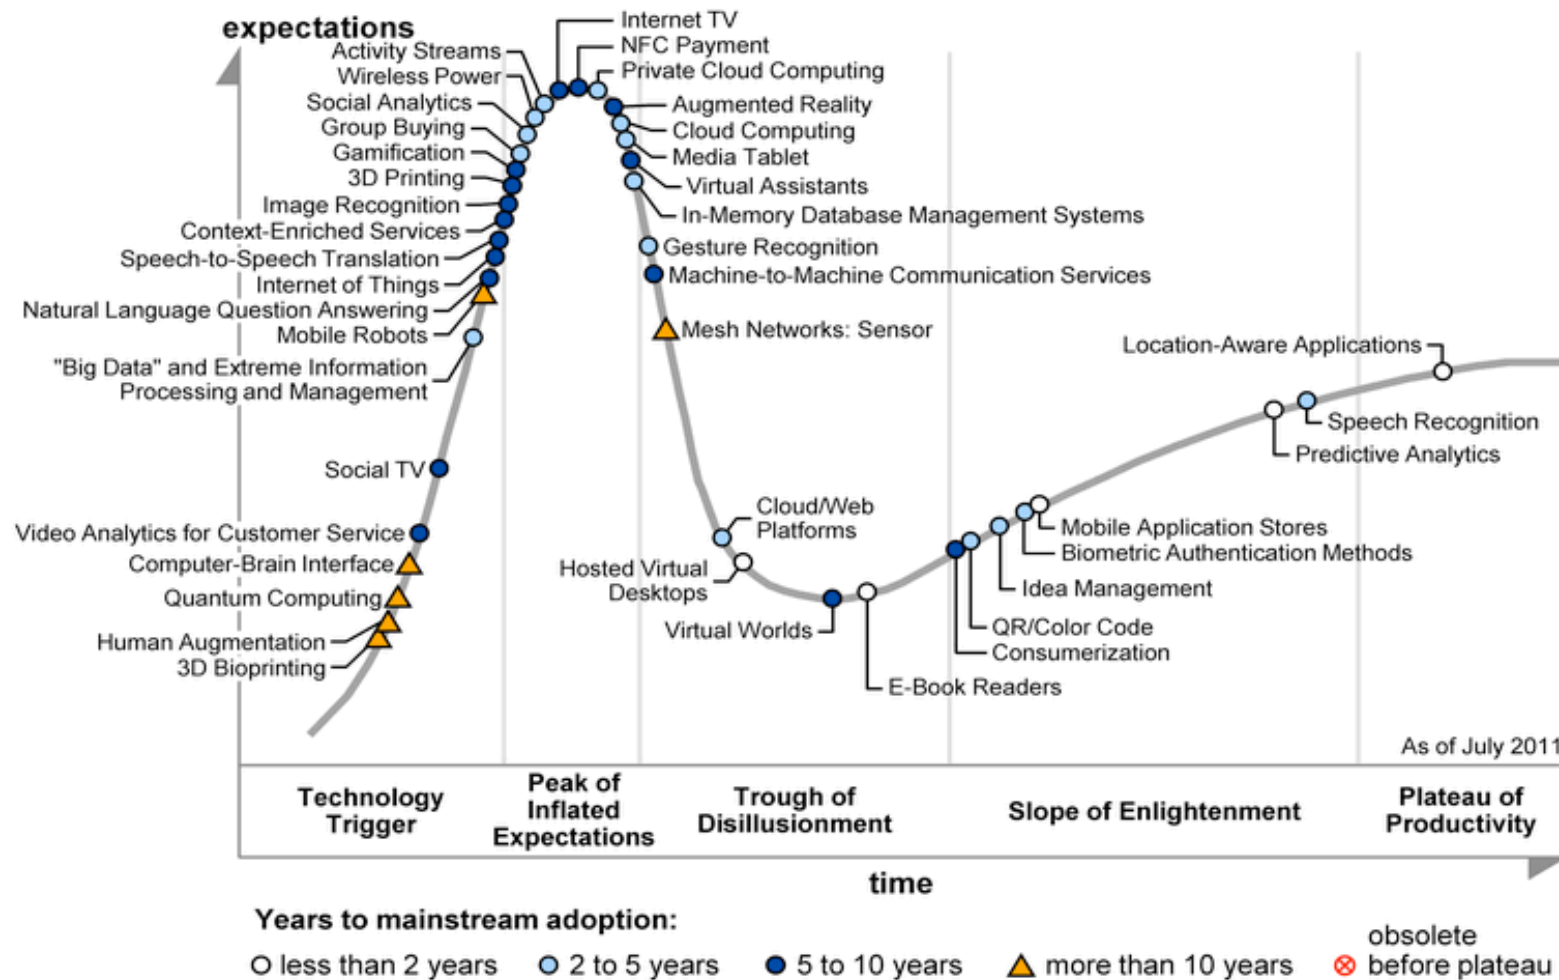 expectations
Activity Streams
Wireless Power
Social Analytics
Group Buying
Gamification
3D Printing
Image Recognition
Context-Enriched Services
Speech-to-Speech Translation
Internet of Things
Natural Language Question Answering
Mobile Robots
"Big Data" and Extreme Information
Processing and Management
Social TV
Video Analytics for Customer Service
Computer-Brain Interface
Quantum Computing
Human Augmentation
3D Bioprinting
Internet TV
NFC Payment
Private Cloud Computing
Augmented Reality
Cloud Computing
Media Tablet
Virtual Assistants
In-Memory Database Management Systems
Gesture Recognition
Machine-to-Machine Communication Services
Mesh Networks: Sensor
Cloud/Web
Platforms
Hosted Virtual
Desktops
Virtual Worlds
E-Book Readers
Location-Aware Applications
Speech Recognition
Predictive Analytics
Mobile Application Stores
Biometric Authentication Methods
Idea Management
QR/Color Code
Consumerization
As of July 2011
Technology
Trigger
Peak of
Inflated
Expectations
Trough of
Disillusionment
Slope of Enlightenment
Plateau of
Productivity
time
Years to mainstream adoption:
less than 2 years
2 to 5 years
5 to 10 years
more than 10 years
obsolete
before plateau